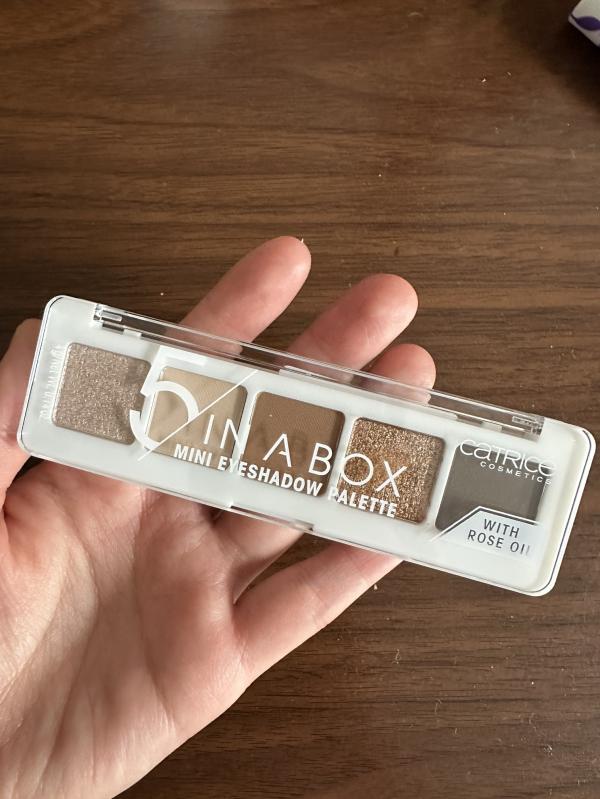 5 IN A BOX
MINI EYESHADOW PALETTE
CATRICE
COSMETICS
WITH
ROSE OIL